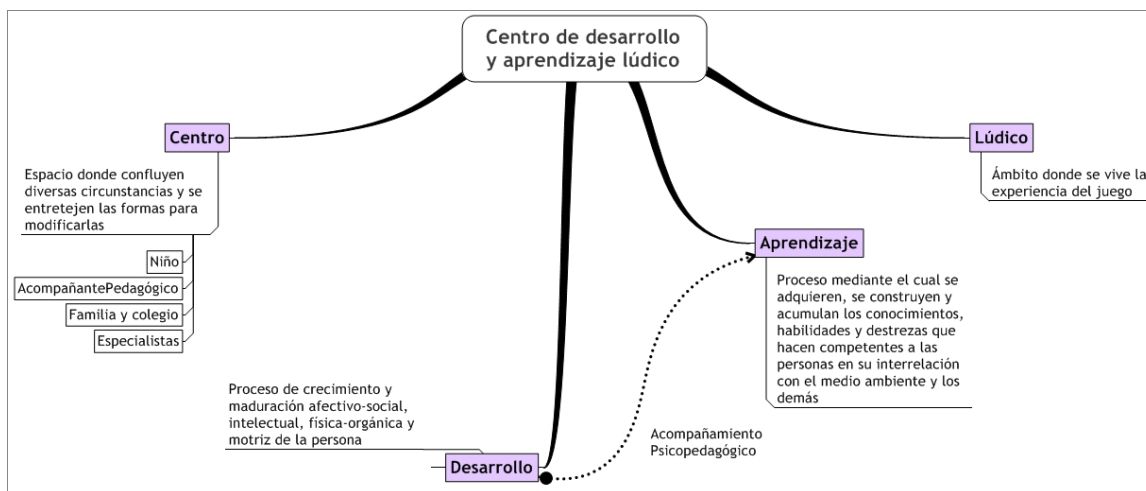 Centro de desarrollo
y aprendizaje lúdico
Centro
Espacio donde confluyen
diversas circunstancias y se
entretejen las formas para
modificarlas
Niño
AcompañantePedagógico
Familia y colegio
Especialistas
Lúdico
Ámbito donde se vive la
experiencia del juego
Aprendizaje
Proceso mediante el cual se
adquieren, se construyen y
acumulan los conocimientos,
habilidades y destrezas que
hacen competentes a las
personas en su interrelación
con el medio ambiente y los
demás
Proceso de crecimiento y
maduración afectivo-social,
intelectual, física-orgánica y
motriz de la persona
Desarrollo
Acompañamiento
Psicopedagógico